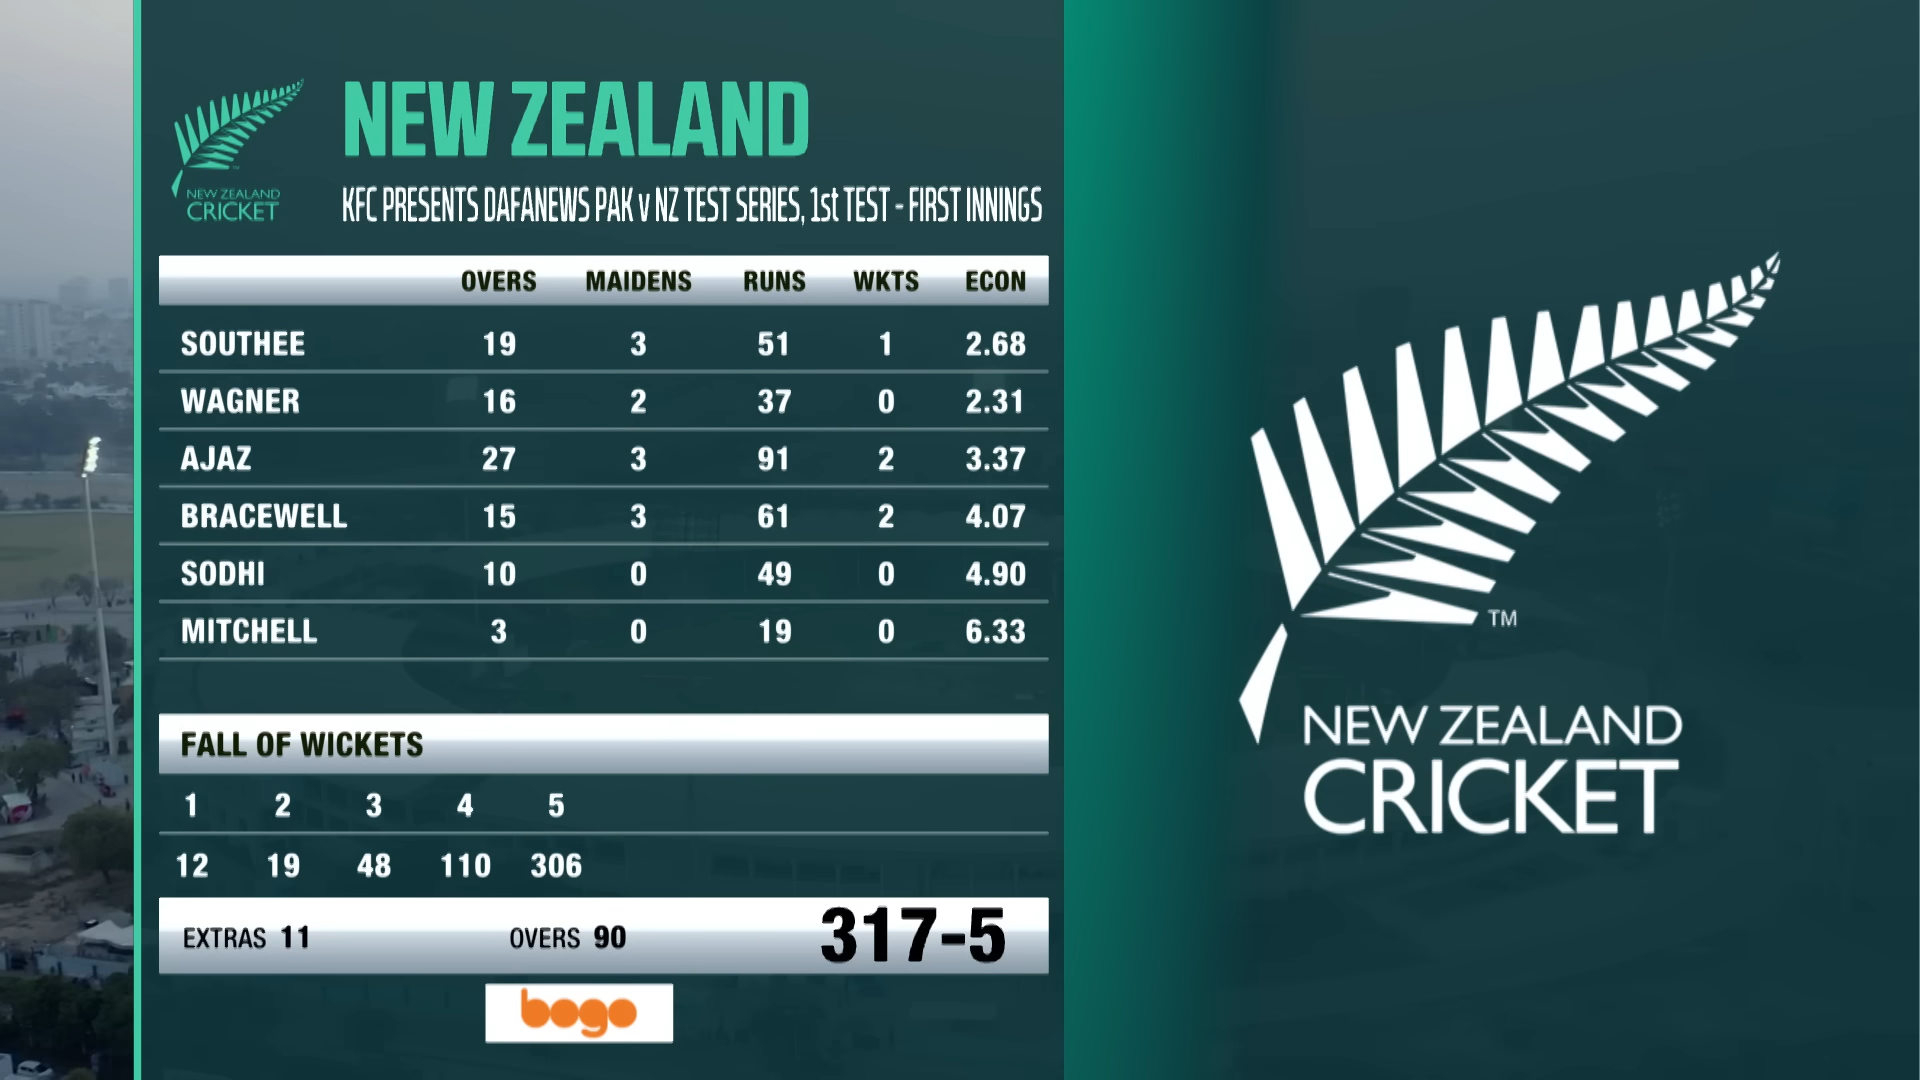 NEW ZEALAND
KFC PRESENTS DAFANEWS PAK v NZ TEST SERIES, 1st TEST - FIRST INNINGS
NEW ZEALAND
CRICKET
OVERS MAIDENS RUNS WKTS ECON
SOUTHEE 19 3 51 1 2.68
WAGNER 16 2 37 0 2.31
AJAZ 27 3 91 2 3.37
BRACEWELL 15 3 61 2 4.07
SODHI 10 0 49 0 4.90
MITCHELL 3 0 19 0 6.33
FALL OF WICKETS
1 2 3 4 5
12 19 48 110 306
EXTRAS 11 OVERS 90 317-5
bogo
TM
NEW ZEALAND
CRICKET